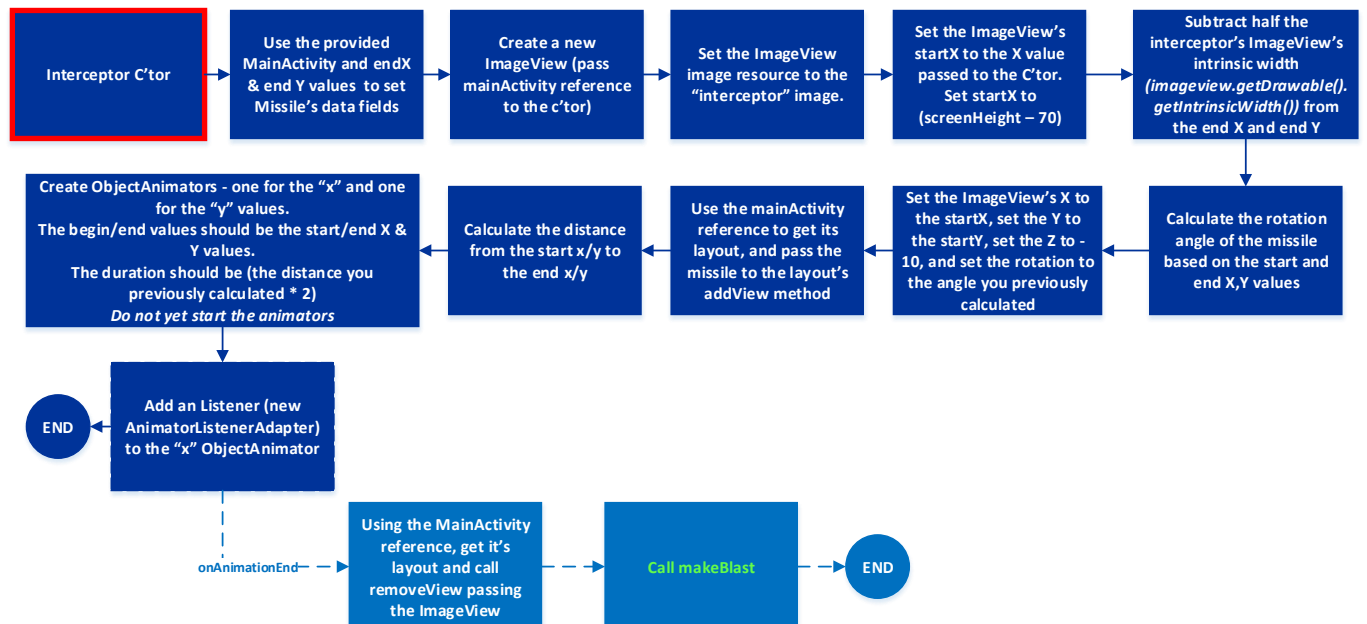 Interceptor C'tor
Use the provided
MainActivity and endX
& end Y values to set
Missile's data fields
Create a new
ImageView (pass
mainActivity reference
to the c'tor)
Set the ImageView
image resource to the
“interceptor” image.
Set the ImageView's
startX to the X value
passed to the C'tor.
Set startX to
(screenHeight – 70)
Subtract half the
interceptor's ImageView's
intrinsic width
(imageview.getDrawable().
getIntrinsicWidth()) from
the end X and end Y
Calculate the rotation
angle of the missile
based on the start and
end X,Y values
Set the ImageView's X to
the startX, set the Y to
the startY, set the Z to -
10, and set the rotation to
the angle you previously
calculated
Use the mainActivity
reference to get its
layout, and pass the
missile to the layout's
addView method
Calculate the distance
from the start x/y to
the end x/y
Create ObjectAnimators - one for the “x” and one
for the “y” values.
The begin/end values should be the start/end X &
Y values.
The duration should be (the distance you
previously calculated * 2)
Do not yet start the animators
Add an Listener (new
AnimatorListenerAdapter)
to the “x” ObjectAnimator
END
onAnimationEnd
Using the MainActivity
reference, get it's
layout and call
removeView passing
the ImageView
Call makeBlast
END